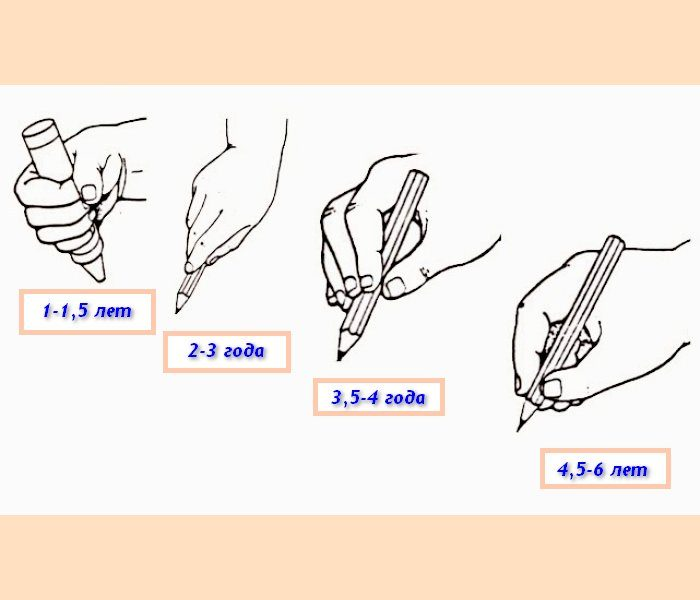 1-1,5 лет
2-3 года
3,5-4 года
4,5-6 лет